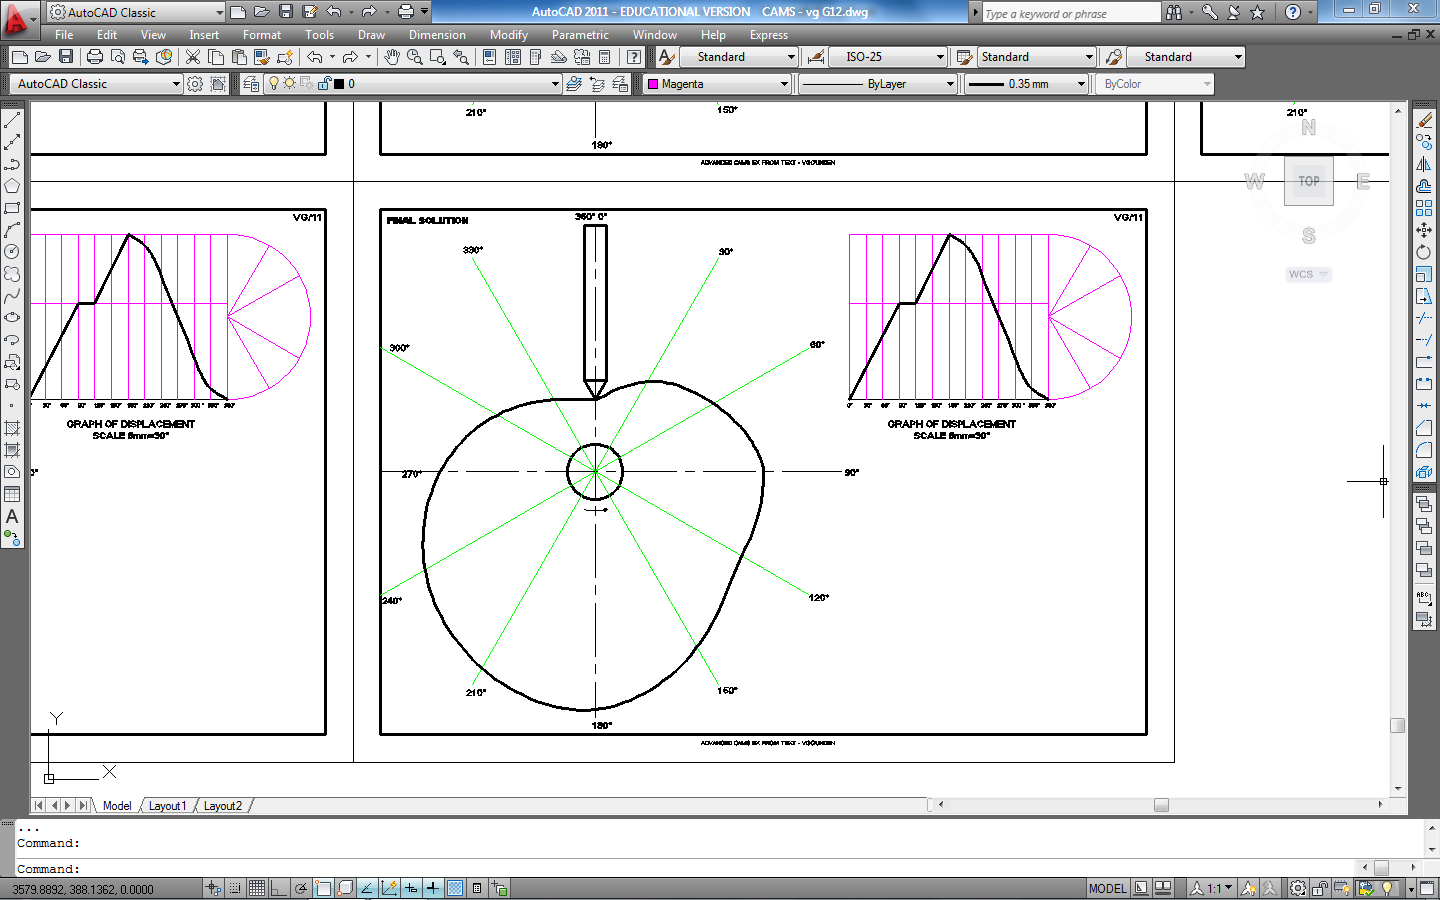 AutoCAD Classic
AutoCAD 2011 - EDUCATIONAL VERSION CAMS - vg G12.dwg
Type a keyword or phrase
File Edit View Insert Format Tools Draw Dimension Modify Parametric Window Help Express
Standard ISO-25 Standard Standard
AutoCAD Classic 0 Magenta ByLayer 0.35 mm ByColor
210° 150° 210°
180°
N
W TOP E
S
WCS
VG/11
FINAL SOLUTION
360° 0°
VG/11
330° 30°
300° 60°
GRAPH OF DISPLACEMENT
SCALE 5mm=30°
GRAPH OF DISPLACEMENT
SCALE 5mm=30°
270° 90°
240° 120°
210° 150°
180°
Y
X
Model Layout1 Layout2
...
Command:
Command:
3579.8892, 388.1362, 0.0000
MODEL 1:1